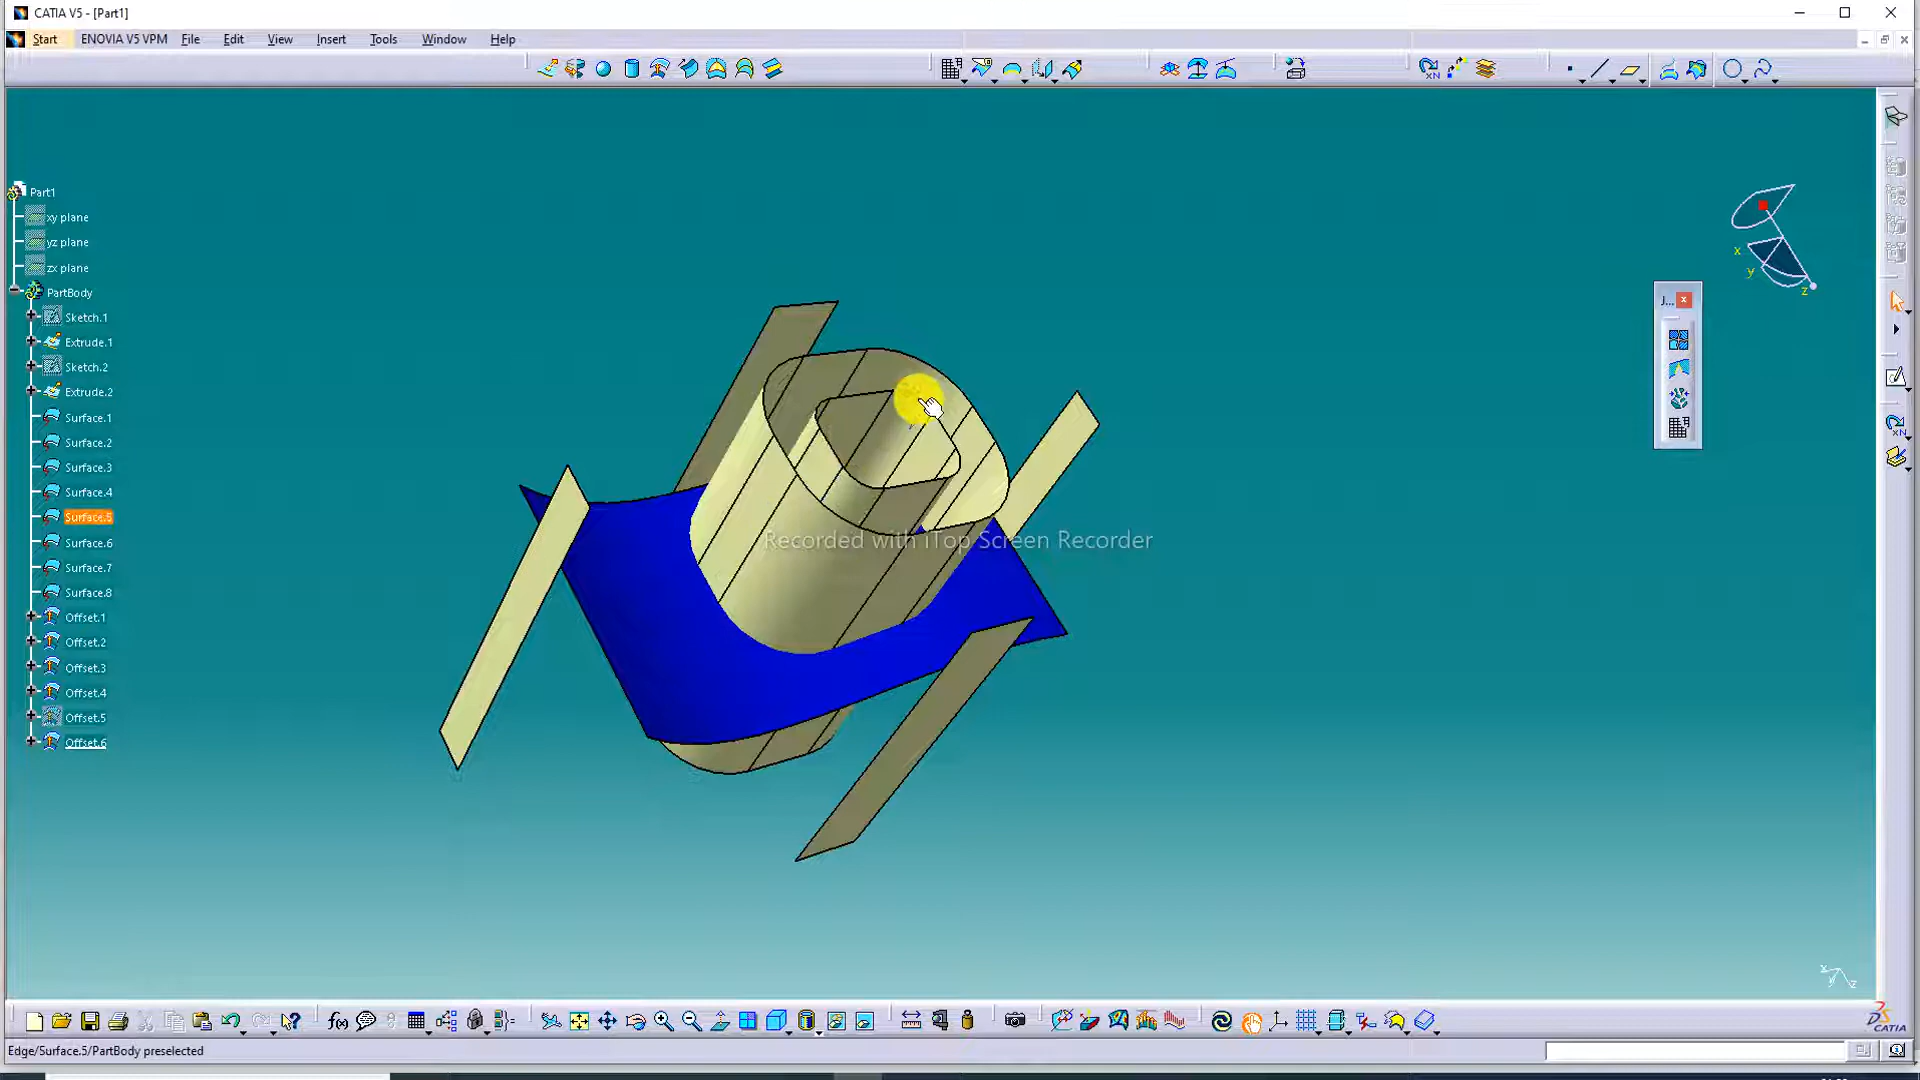 CATIA V5 - [Part1]
Start ENOVIA V5 VPM File Edit View Insert Tools Window Help
Part1
xy plane
yz plane
zx plane
PartBody
Sketch.1
Extrude.1
Sketch.2
Extrude.2
Surface.1
Surface.2
Surface.3
Surface.4
Surface.5
Surface.6
Surface.7
Surface.8
Offset.1
Offset.2
Offset.3
Offset.4
Offset.5
Offset.6
x
y
z
J...
Recorded with iTop Screen Recorder
CATIA
Edge/Surface.5/PartBody preselected